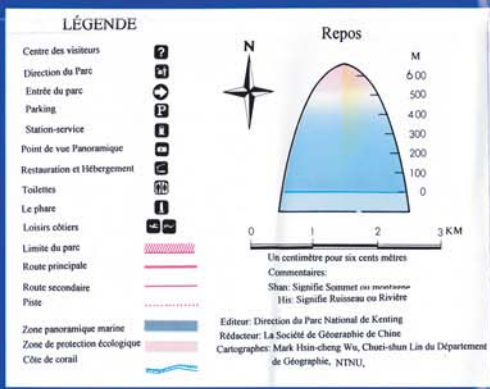 LÉGENDE
Centre des visiteurs
Direction du Parc
Entrée du parc
Parking
Station-service
Point de vue Panoramique
Restauration et Hébergement
Toilettes
Le phare
Loisirs côtiers
Limite du parc
Route principale
Route secondaire
Piste
Zone panoramique marine
Zone de protection écologique
Côte de corail
?
P
N
Repos
M
600
500
400
300
200
100
0
0 1 2 3 KM
Un centimètre pour six cents mètres
Commentaires:
Shan: Signifie Sommet ou montagne
His: Signifie Ruisseau ou Rivière
Editeur: Direction du Parc National de Kenting
Rédacteur: La Société de Géographie de Chine
Cartographes: Mark Hsin-cheng Wu, Chuei-shun Lin du Département
de Géographie, NTNU,